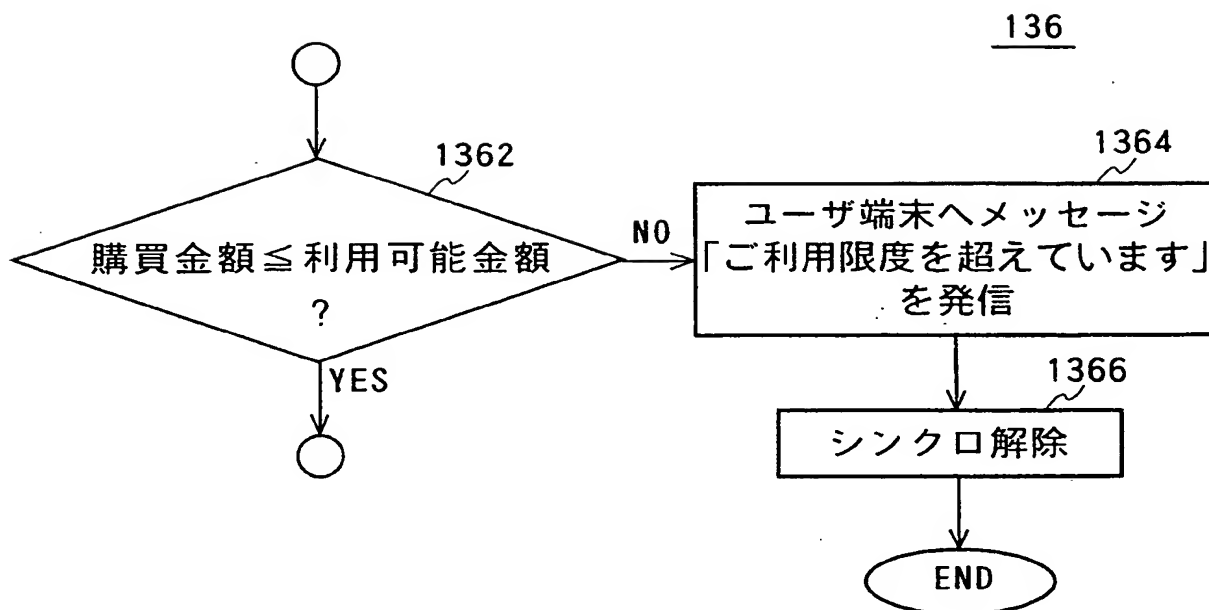 136
1362
購買金額≦利用可能金額
?
YES
NO
1364
ユーザ端末へメッセージ
「ご利用限度を超えています」
を発信
1366
シンクロ解除
END